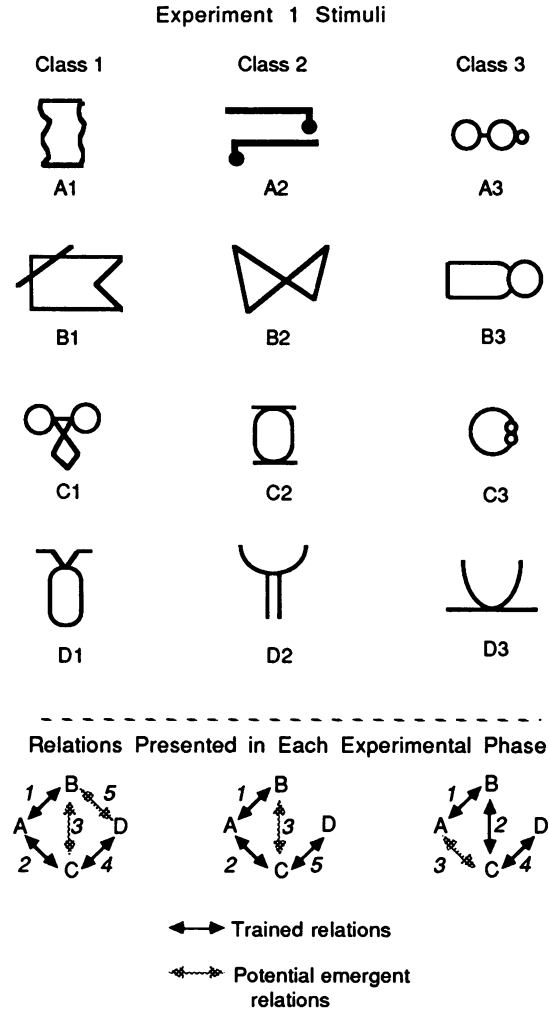 Experiment 1 Stimuli
Class 1 Class 2 Class 3
A1 A2 A3
B1 B2 B3
C1 C2 C3
D1 D2 D3
Relations Presented in Each Experimental Phase
1 B 5 1 B 1 B
A 3 D A 3 D A 2 D
2 C 4 2 C 5 3 C 4
Trained relations
Potential emergent
relations